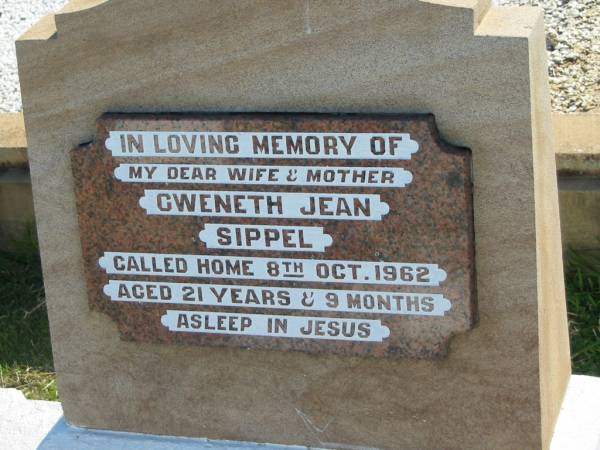 IN LOVING MEMORY OF
MY DEAR WIFE & MOTHER
GWENETH JEAN
SIPPEL
CALLED HOME 8TH OCT. 1962
AGED 21 YEARS & 9 MONTHS
ASLEEP IN JESUS